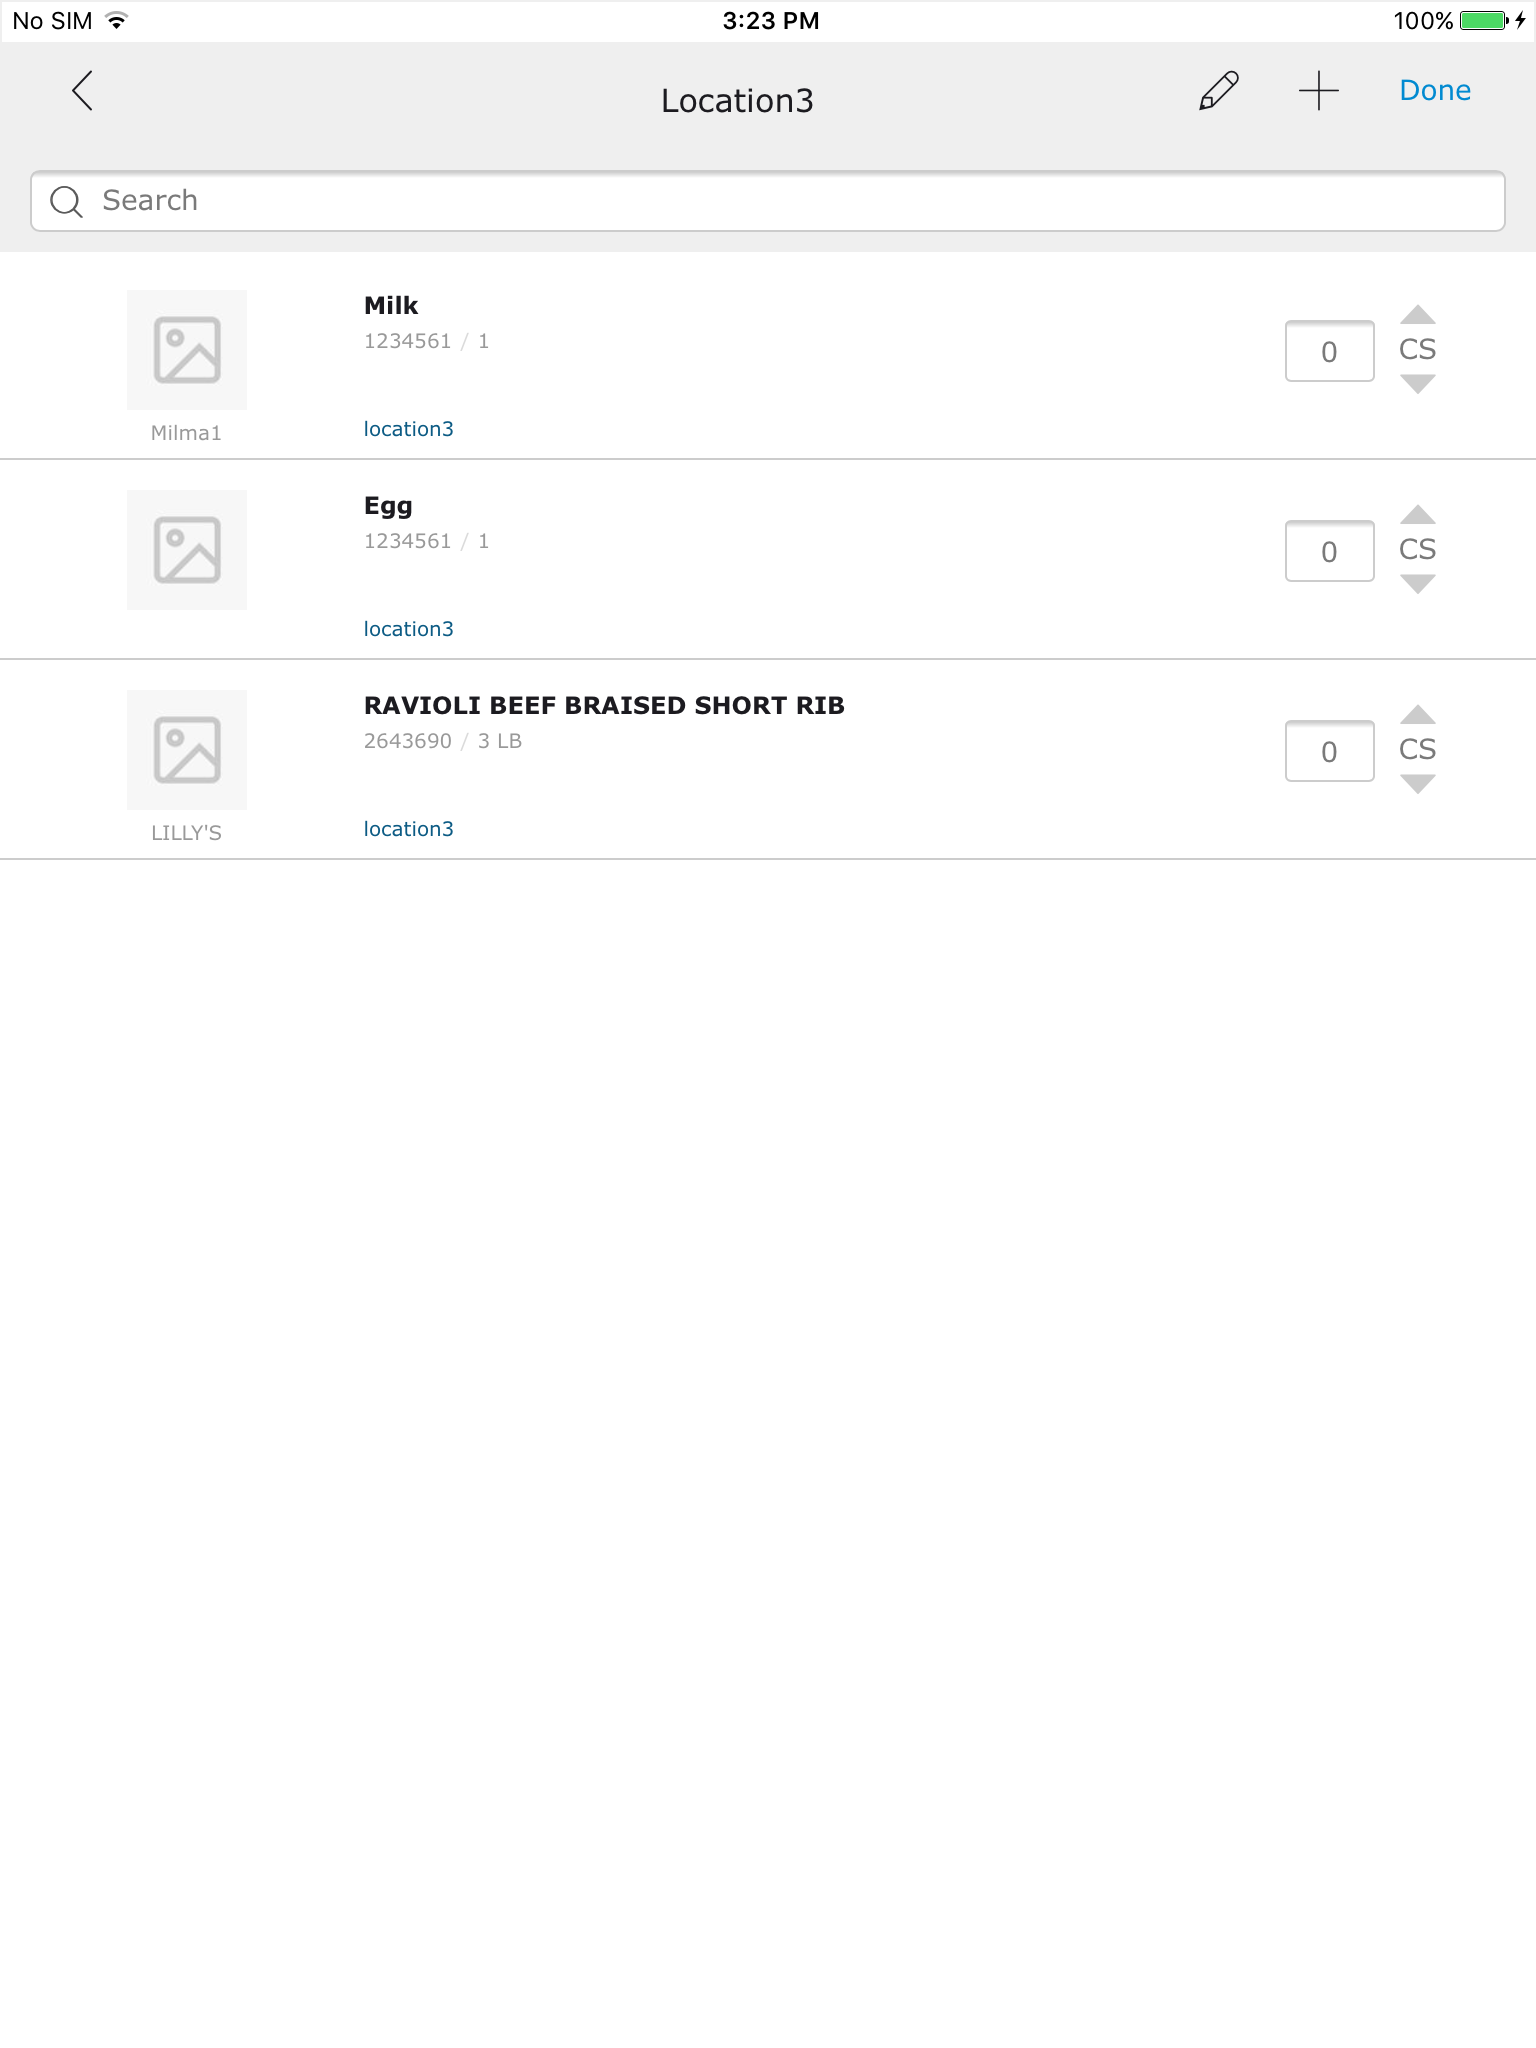 No SIM 3:23 PM 100%
Location3 Done
Search
Milk
1234561 / 1
0 CS
Milma1 location3
Egg
1234561 / 1
0 CS
location3
RAVIOLI BEEF BRAISED SHORT RIB
2643690 / 3 LB
0 CS
LILLY'S location3